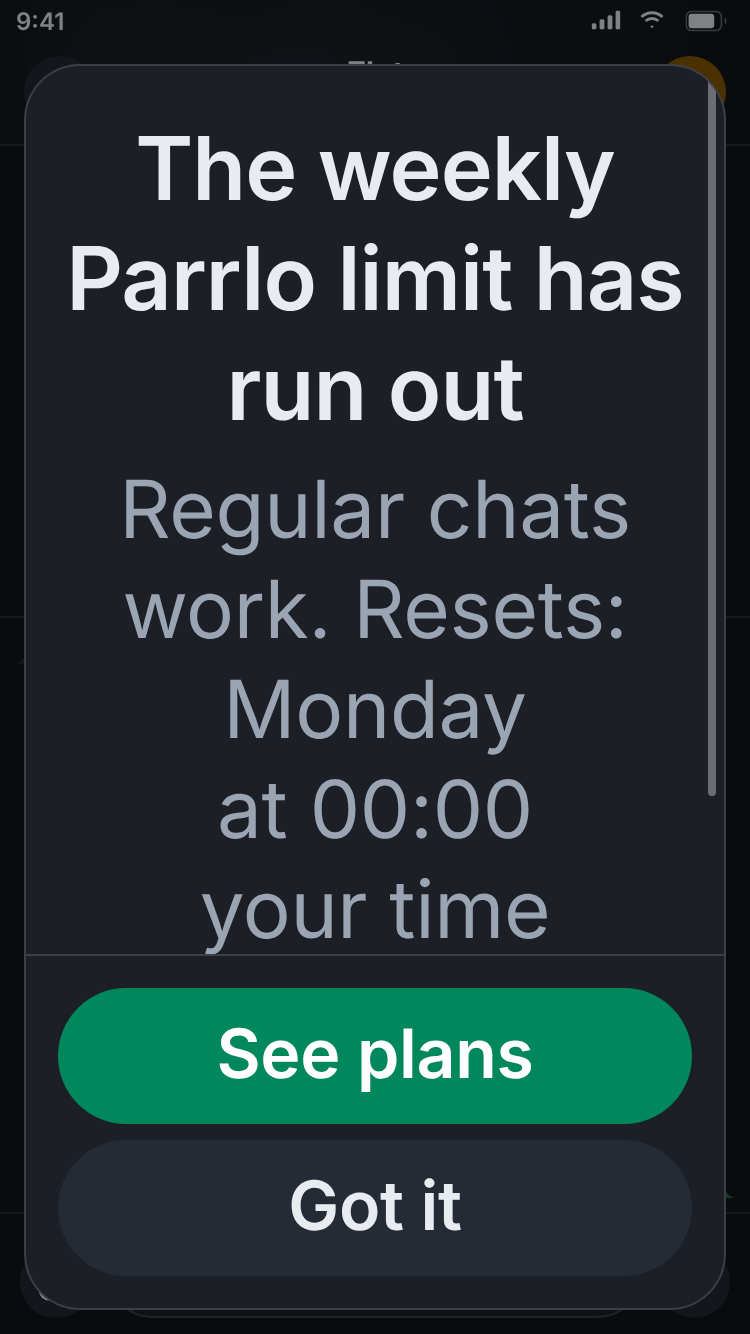 9:41
The weekly
Parrlo limit has
run out
Regular chats
work. Resets:
Monday
at 00:00
your time
See plans
Got it